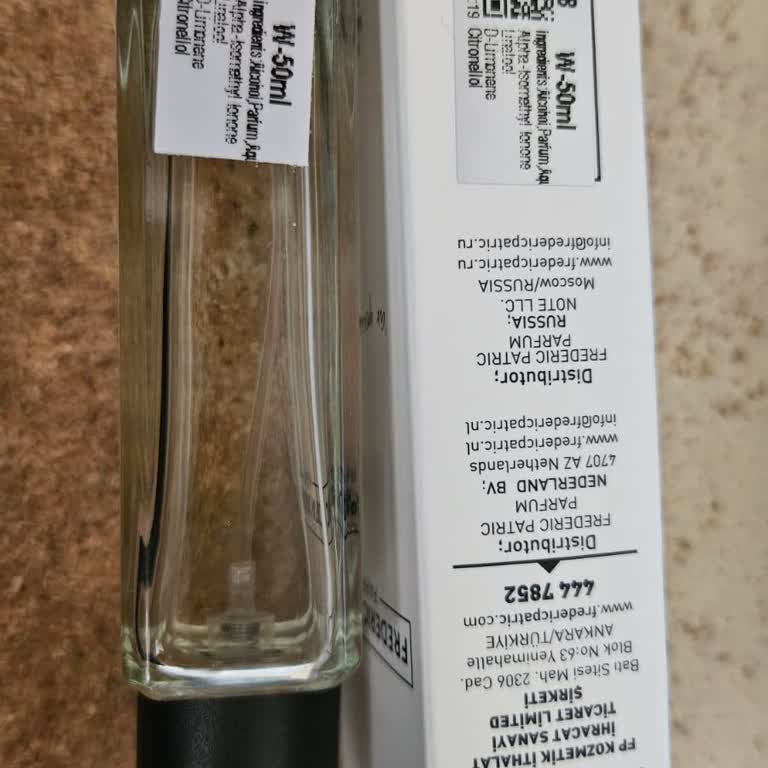 FP KOZMETİK İTHALAT
İHRACAT SANAYİ
TİCARET LİMİTED
ŞİRKETİ
Batı Sitesi Mah. 2306 Cad.
Blok No:63 Yenimahalle
ANKARA/TÜRKİYE
www.fredericpatric.com
444 7852
Distributor;
FREDERIC PATRIC
PARFUM
NEDERLAND BV;
4707 AZ Netherlands
www.fredericpatric.nl
info@fredericpatric.nl
Distributor;
FREDERIC PATRIC
PARFUM
RUSSIA;
NOTE LLC.
Moscow/RUSSIA
www.fredericpatric.ru
info@fredericpatric.ru
W-50ml
Ingredients:Alcohol,Parfum,Aqu
Alpha-Isomethyl Ionone
D-Limonene
Citronellol
W-50ml
Ingredients:Alcohol,Parfum,Aqu
Alpha-Isomethyl Ionone
D-Limonene
Citronellol